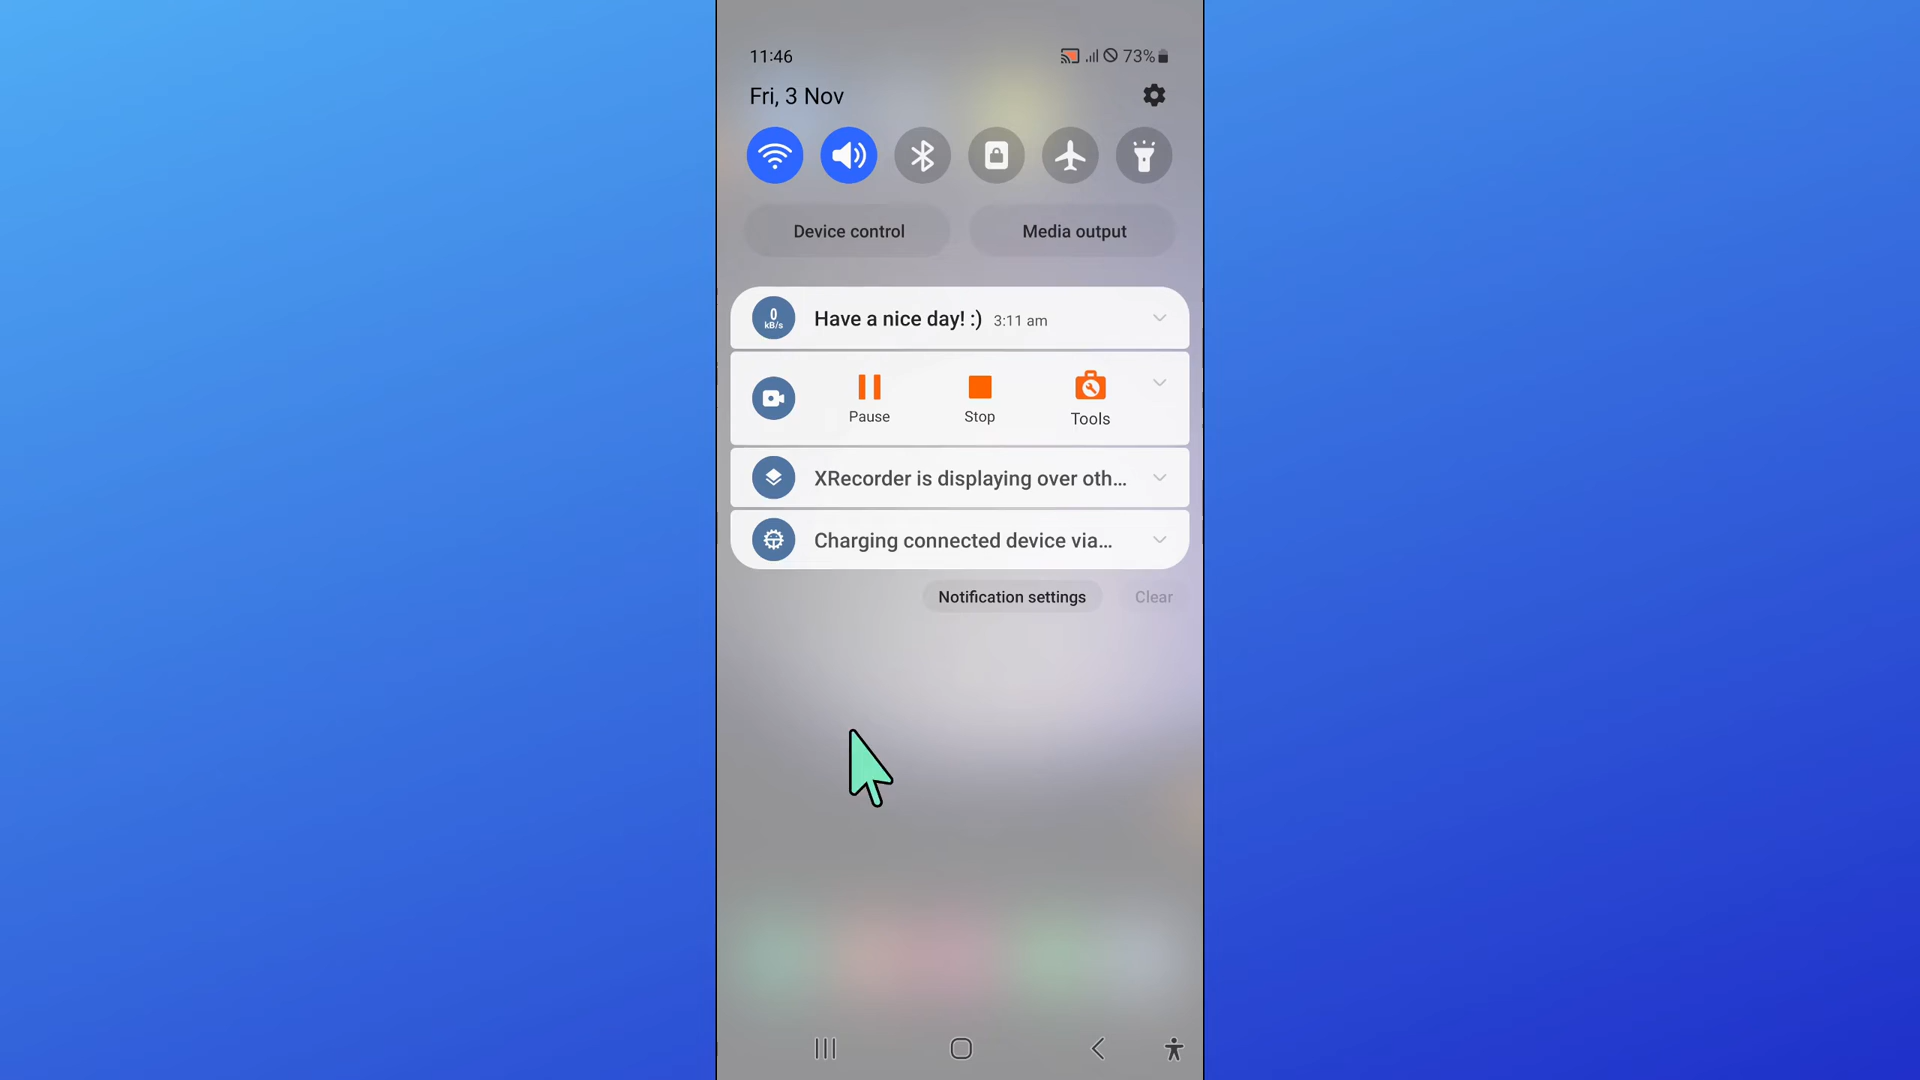 11:46 73%
Fri, 3 Nov
Device control Media output
0 kB/s Have a nice day! :) 3:11 am
Pause Stop Tools
XRecorder is displaying over oth...
Charging connected device via...
Notification settings Clear